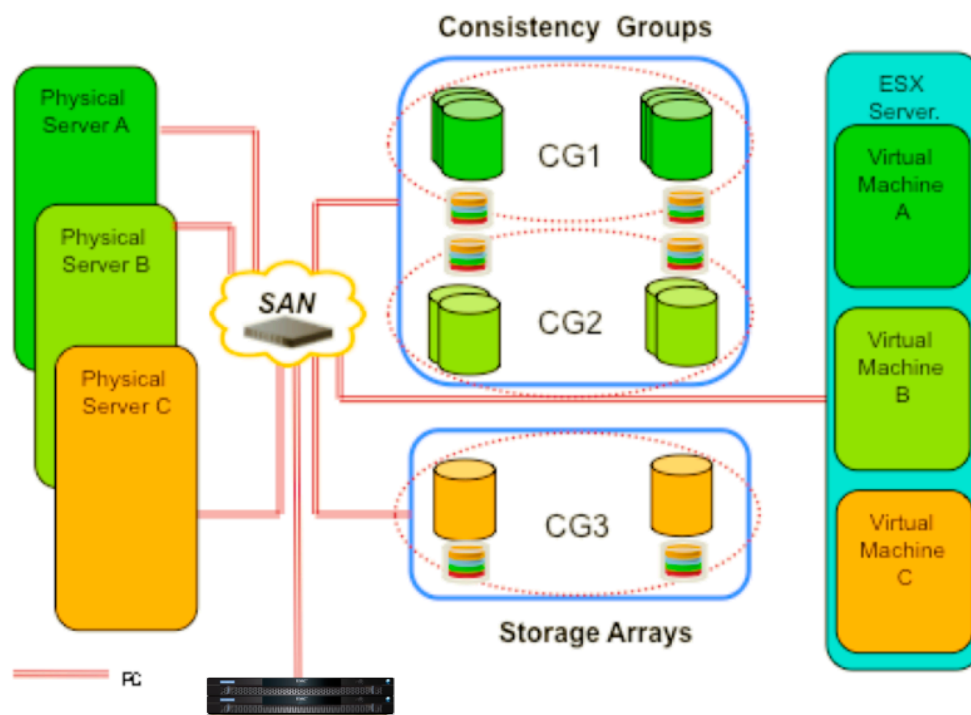 Consistency Groups
Physical
Server A
Physical
Server B
Physical
Server C
SAN
CG1
CG2
CG3
Storage Arrays
ESX
Server.
Virtual
Machine
A
Virtual
Machine
B
Virtual
Machine
C
FC